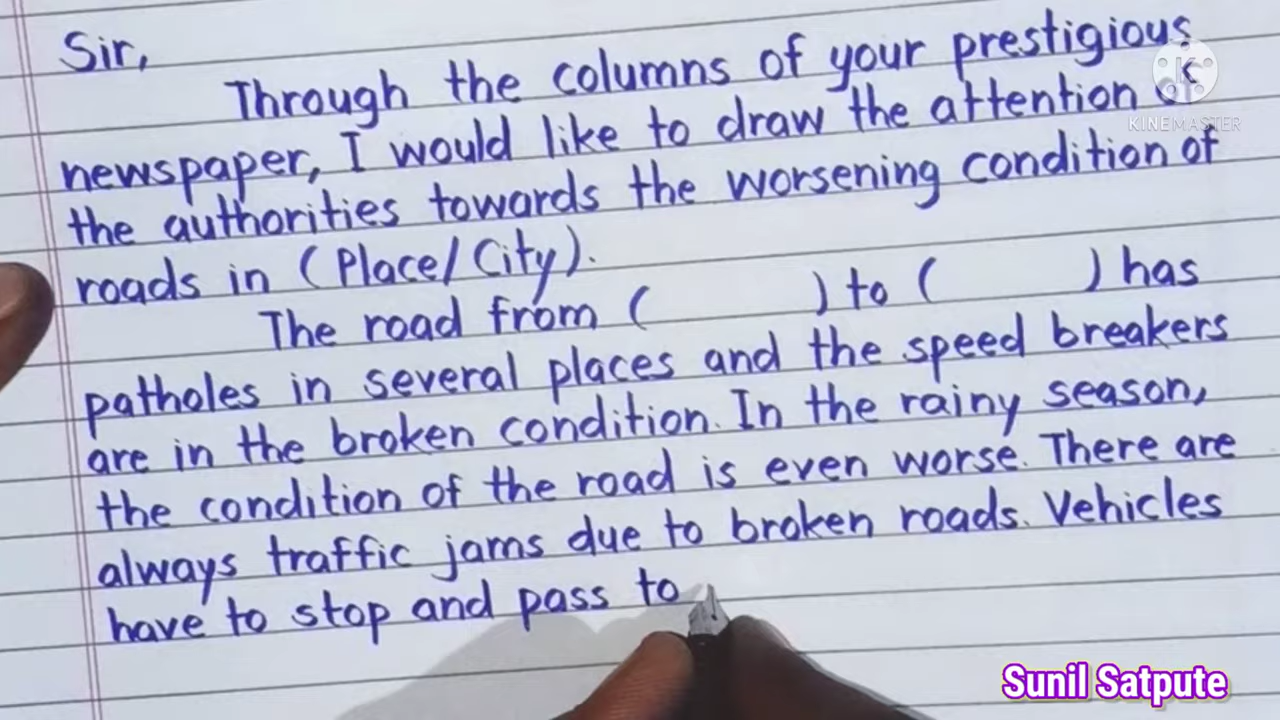 Sir,
Through the columns of your prestigious
newspaper, I would like to draw the attention of
the authorities towards the worsening condition of
roads in (Place/City).
The road from ( ) to ( ) has
patholes in several places and the speed breakers
are in the broken condition. In the rainy season,
the condition of the road is even worse. There are
always traffic jams due to broken roads. Vehicles
have to stop and pass to
K
KINEMASTER
Sunil Satpute